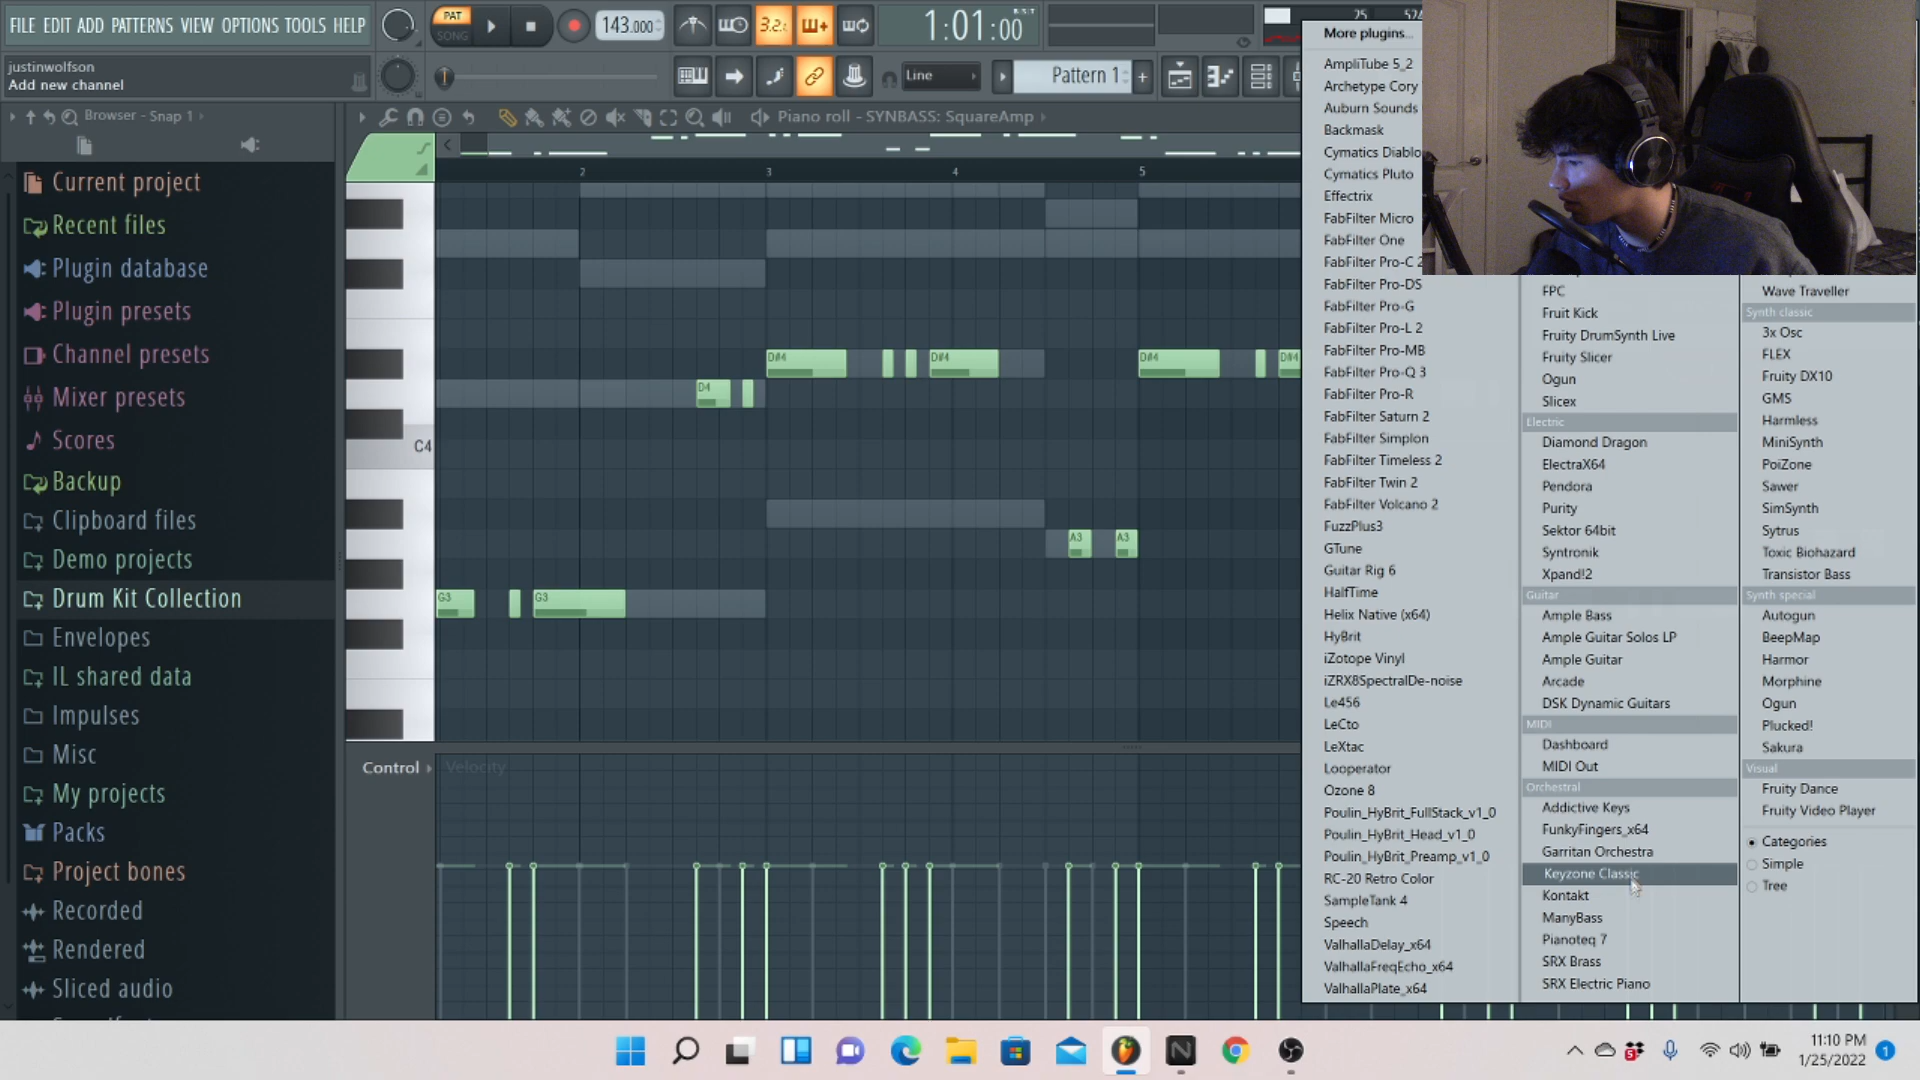 FILE EDIT ADD PATTERNS VIEW OPTIONS TOOLS HELP
PAT
SONG
143.000
3.2.
1:01:00
B:S:T
25
justinwolfson
Add new channel
Line
Pattern 1
Browser - Snap 1
Piano roll - SYNBASS: SquareAmp
Current project
Recent files
Plugin database
Plugin presets
Channel presets
Mixer presets
Scores
Backup
Clipboard files
Demo projects
Drum Kit Collection
Envelopes
IL shared data
Impulses
Misc
My projects
Packs
Project bones
Recorded
Rendered
Sliced audio
2
3
4
5
D#4
D#4
D#4
D#4
D4
C4
A3
A3
G3
G3
Control
Velocity
More plugins...
AmpliTube 5_2
Archetype Cory
Auburn Sounds
Backmask
Cymatics Diablo
Cymatics Pluto
Effectrix
FabFilter Micro
FabFilter One
FabFilter Pro-C 2
FabFilter Pro-DS
FabFilter Pro-G
FabFilter Pro-L 2
FabFilter Pro-MB
FabFilter Pro-Q 3
FabFilter Pro-R
FabFilter Saturn 2
FabFilter Simplon
FabFilter Timeless 2
FabFilter Twin 2
FabFilter Volcano 2
FuzzPlus3
GTune
Guitar Rig 6
HalfTime
Helix Native (x64)
HyBrit
iZotope Vinyl
iZRX8SpectralDe-noise
Le456
LeCto
LeXtac
Looperator
Ozone 8
Poulin_HyBrit_FullStack_v1_0
Poulin_HyBrit_Head_v1_0
Poulin_HyBrit_Preamp_v1_0
RC-20 Retro Color
SampleTank 4
Speech
ValhallaDelay_x64
ValhallaFreqEcho_x64
ValhallaPlate_x64
FPC
Fruit Kick
Fruity DrumSynth Live
Fruity Slicer
Ogun
Slicex
Electric
Diamond Dragon
ElectraX64
Pendora
Purity
Sektor 64bit
Syntronik
Xpand!2
Guitar
Ample Bass
Ample Guitar Solos LP
Ample Guitar
Arcade
DSK Dynamic Guitars
MIDI
Dashboard
MIDI Out
Orchestral
Addictive Keys
FunkyFingers_x64
Garritan Orchestra
Keyzone Classic
Kontakt
ManyBass
Pianoteq 7
SRX Brass
SRX Electric Piano
Wave Traveller
Synth classic
3x Osc
FLEX
Fruity DX10
GMS
Harmless
MiniSynth
PoiZone
Sawer
SimSynth
Sytrus
Toxic Biohazard
Transistor Bass
Synth special
Autogun
BeepMap
Harmor
Morphine
Ogun
Plucked!
Sakura
Visual
Fruity Dance
Fruity Video Player
Categories
Simple
Tree
11:10 PM
1/25/2022
1